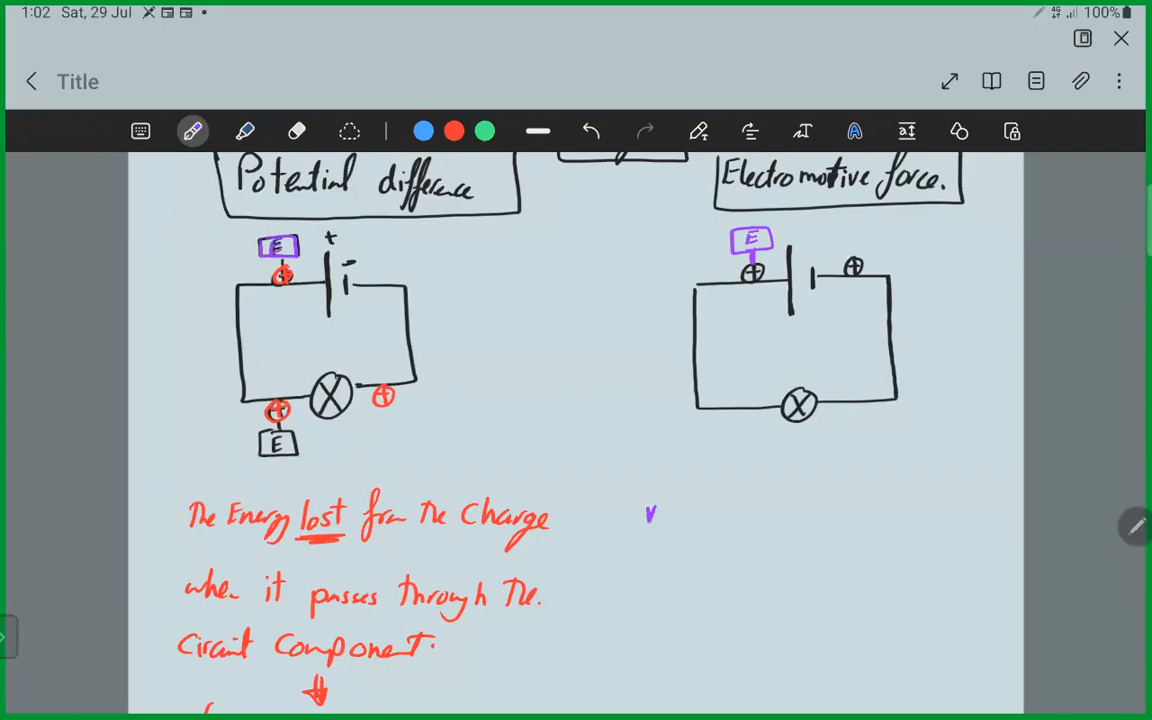 1:02 Sat, 29 Jul
4G 100%
Title
Potential difference
Electromotive force.
E
+
-
E
+
+
+
+
E
The Energy lost from The Charge
when it passes through The.
Circuit Component.